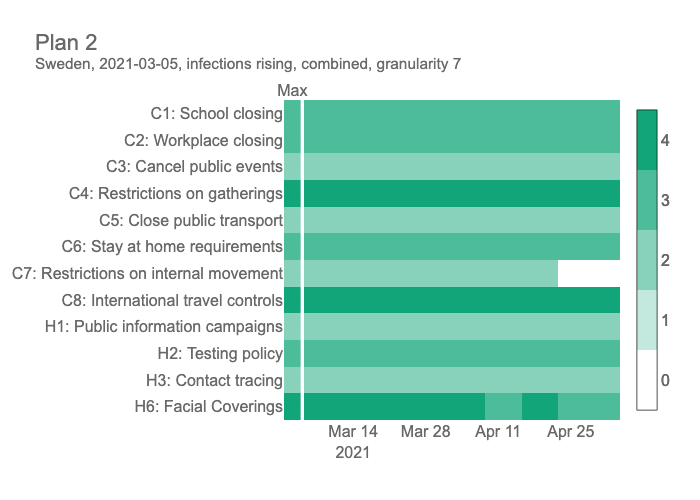 Plan 2
Sweden, 2021-03-05, infections rising, combined, granularity 7
Max
C1: School closing
C2: Workplace closing
C3: Cancel public events
C4: Restrictions on gatherings
C5: Close public transport
C6: Stay at home requirements
C7: Restrictions on internal movement
C8: International travel controls
H1: Public information campaigns
H2: Testing policy
H3: Contact tracing
H6: Facial Coverings
Mar 14 Mar 28 Apr 11 Apr 25
2021
4
3
2
1
0